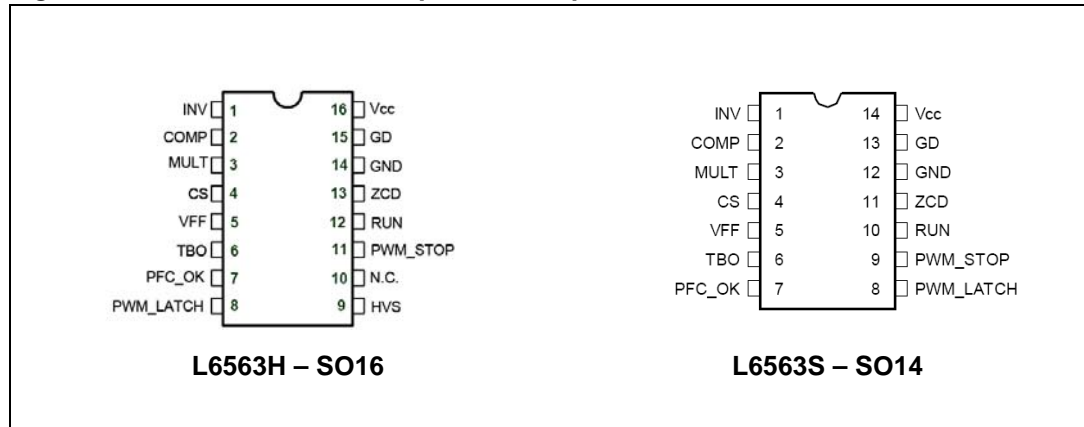 INV 1 16 Vcc
COMP 2 15 GD
MULT 3 14 GND
CS 4 13 ZCD
VFF 5 12 RUN
TBO 6 11 PWM_STOP
PFC_OK 7 10 N.C.
PWM_LATCH 8 9 HVS
L6563H – SO16
INV 1 14 Vcc
COMP 2 13 GD
MULT 3 12 GND
CS 4 11 ZCD
VFF 5 10 RUN
TBO 6 9 PWM_STOP
PFC_OK 7 8 PWM_LATCH
L6563S – SO14